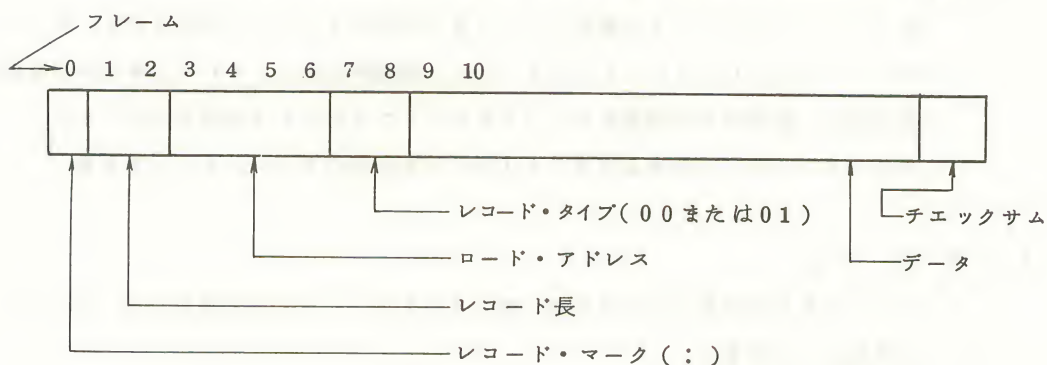 フレーム
0 1 2 3 4 5 6 7 8 9 10
レコード・タイプ(00または01)
チエックサム
ロード・アドレス
データ
レコード長
レコード・マーク(:)